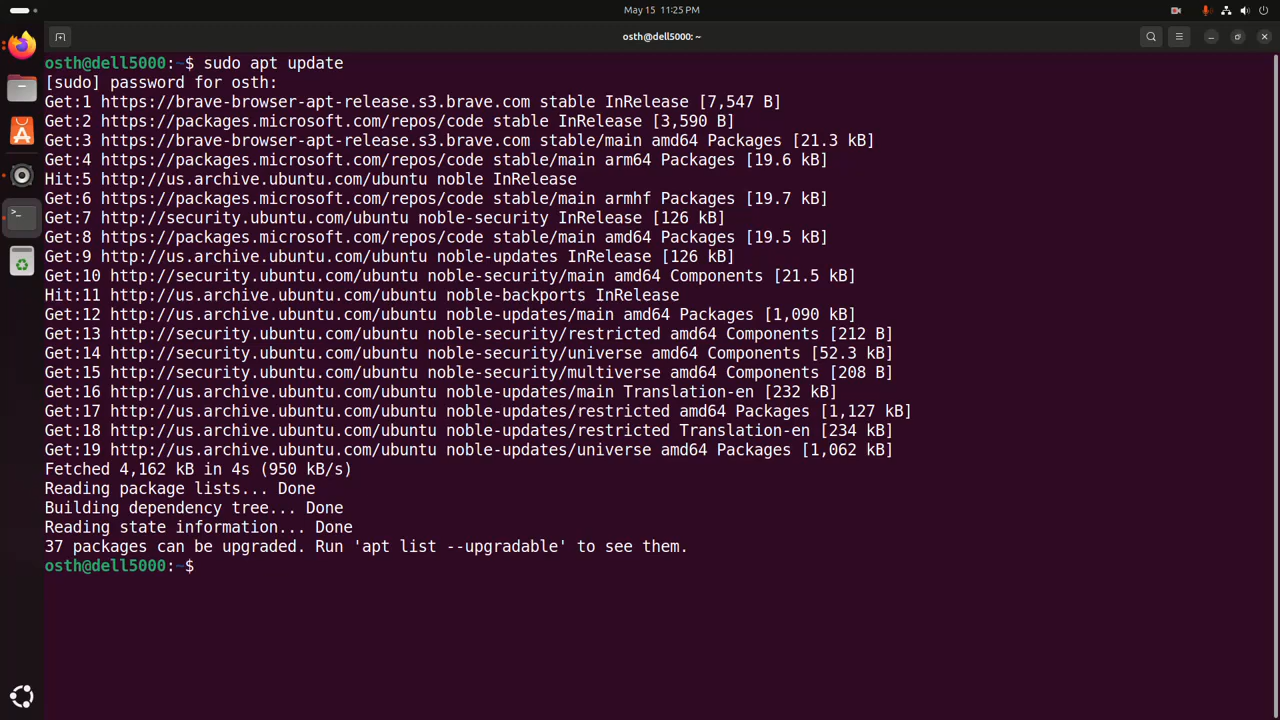 May 15 11:25 PM
osth@dell5000: ~
osth@dell5000:~$ sudo apt update
[sudo] password for osth:
Get:1 https://brave-browser-apt-release.s3.brave.com stable InRelease [7,547 B]
Get:2 https://packages.microsoft.com/repos/code stable InRelease [3,590 B]
Get:3 https://brave-browser-apt-release.s3.brave.com stable/main amd64 Packages [21.3 kB]
Get:4 https://packages.microsoft.com/repos/code stable/main arm64 Packages [19.6 kB]
Hit:5 http://us.archive.ubuntu.com/ubuntu noble InRelease
Get:6 https://packages.microsoft.com/repos/code stable/main armhf Packages [19.7 kB]
Get:7 http://security.ubuntu.com/ubuntu noble-security InRelease [126 kB]
Get:8 https://packages.microsoft.com/repos/code stable/main amd64 Packages [19.5 kB]
Get:9 http://us.archive.ubuntu.com/ubuntu noble-updates InRelease [126 kB]
Get:10 http://security.ubuntu.com/ubuntu noble-security/main amd64 Components [21.5 kB]
Hit:11 http://us.archive.ubuntu.com/ubuntu noble-backports InRelease
Get:12 http://us.archive.ubuntu.com/ubuntu noble-updates/main amd64 Packages [1,090 kB]
Get:13 http://security.ubuntu.com/ubuntu noble-security/restricted amd64 Components [212 B]
Get:14 http://security.ubuntu.com/ubuntu noble-security/universe amd64 Components [52.3 kB]
Get:15 http://security.ubuntu.com/ubuntu noble-security/multiverse amd64 Components [208 B]
Get:16 http://us.archive.ubuntu.com/ubuntu noble-updates/main Translation-en [232 kB]
Get:17 http://us.archive.ubuntu.com/ubuntu noble-updates/restricted amd64 Packages [1,127 kB]
Get:18 http://us.archive.ubuntu.com/ubuntu noble-updates/restricted Translation-en [234 kB]
Get:19 http://us.archive.ubuntu.com/ubuntu noble-updates/universe amd64 Packages [1,062 kB]
Fetched 4,162 kB in 4s (950 kB/s)
Reading package lists... Done
Building dependency tree... Done
Reading state information... Done
37 packages can be upgraded. Run 'apt list --upgradable' to see them.
osth@dell5000:~$